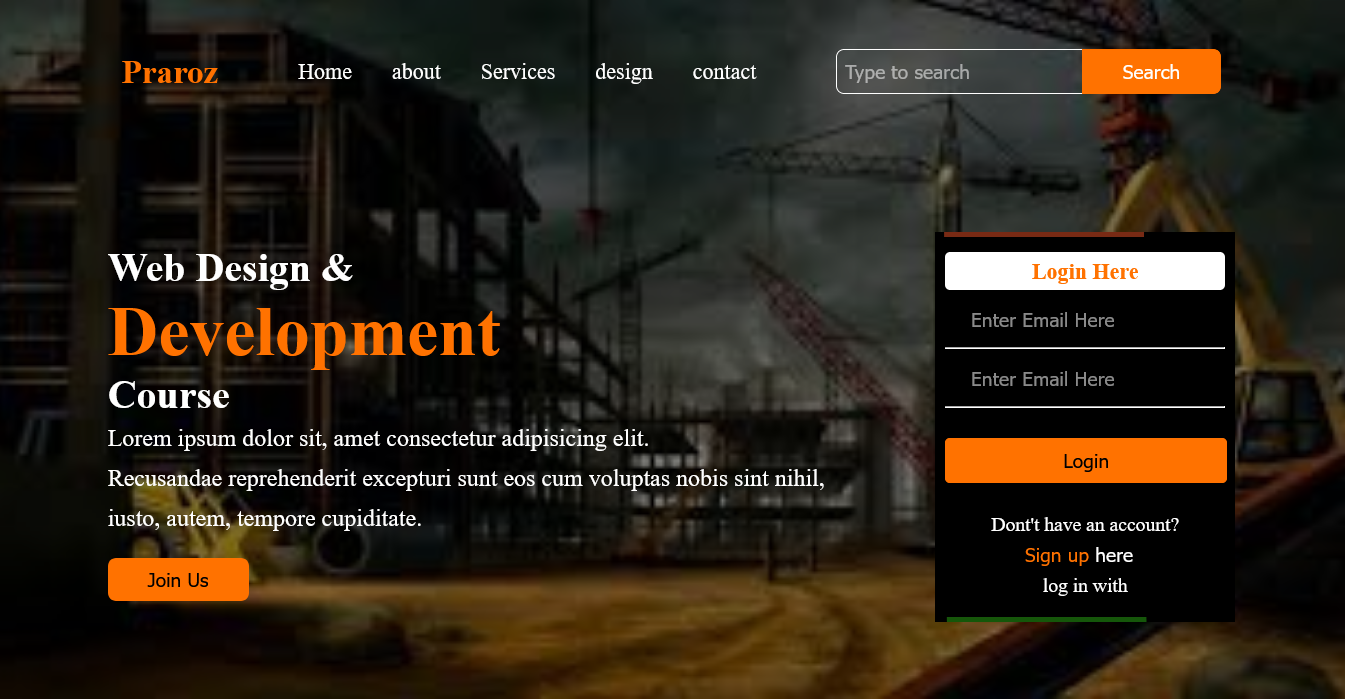 Praroz
Home about Services design contact
Type to search Search
Web Design &
Development
Course
Lorem ipsum dolor sit, amet consectetur adipisicing elit.
Recusandae reprehenderit excepturi sunt eos cum voluptas nobis sint nihil,
iusto, autem, tempore cupiditate.
Join Us
Login Here
Enter Email Here
Enter Email Here
Login
Dont't have an account?
Sign up here
log in with